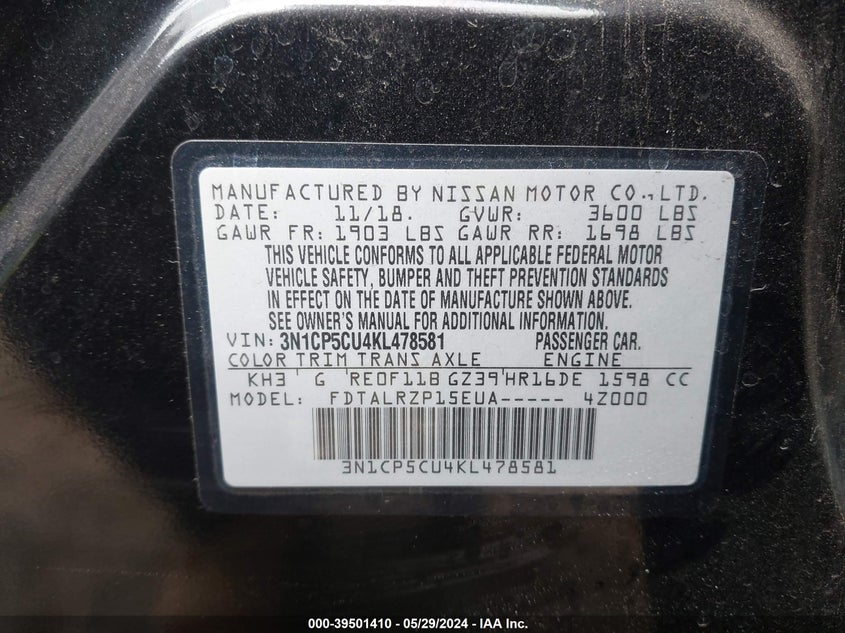 MANUFACTURED BY NISSAN MOTOR CO., LTD.
DATE: 11/18. GVWR: 3600 LBS
GAWR FR: 1903 LBS GAWR RR: 1698 LBS
THIS VEHICLE CONFORMS TO ALL APPLICABLE FEDERAL MOTOR
VEHICLE SAFETY, BUMPER AND THEFT PREVENTION STANDARDS
IN EFFECT ON THE DATE OF MANUFACTURE SHOWN ABOVE.
SEE OWNER'S MANUAL FOR ADDITIONAL INFORMATION.
VIN: 3N1CP5CU4KL478581 PASSENGER CAR.
COLOR TRIM TRANS AXLE ENGINE
KH3 G RE0F11B GZ39 HR16DE 1598 CC
MODEL: FDTALRZP15EUA----- 4Z000
3N1CP5CU4KL478581
000-39501410 - 05/29/2024 - IAA Inc.